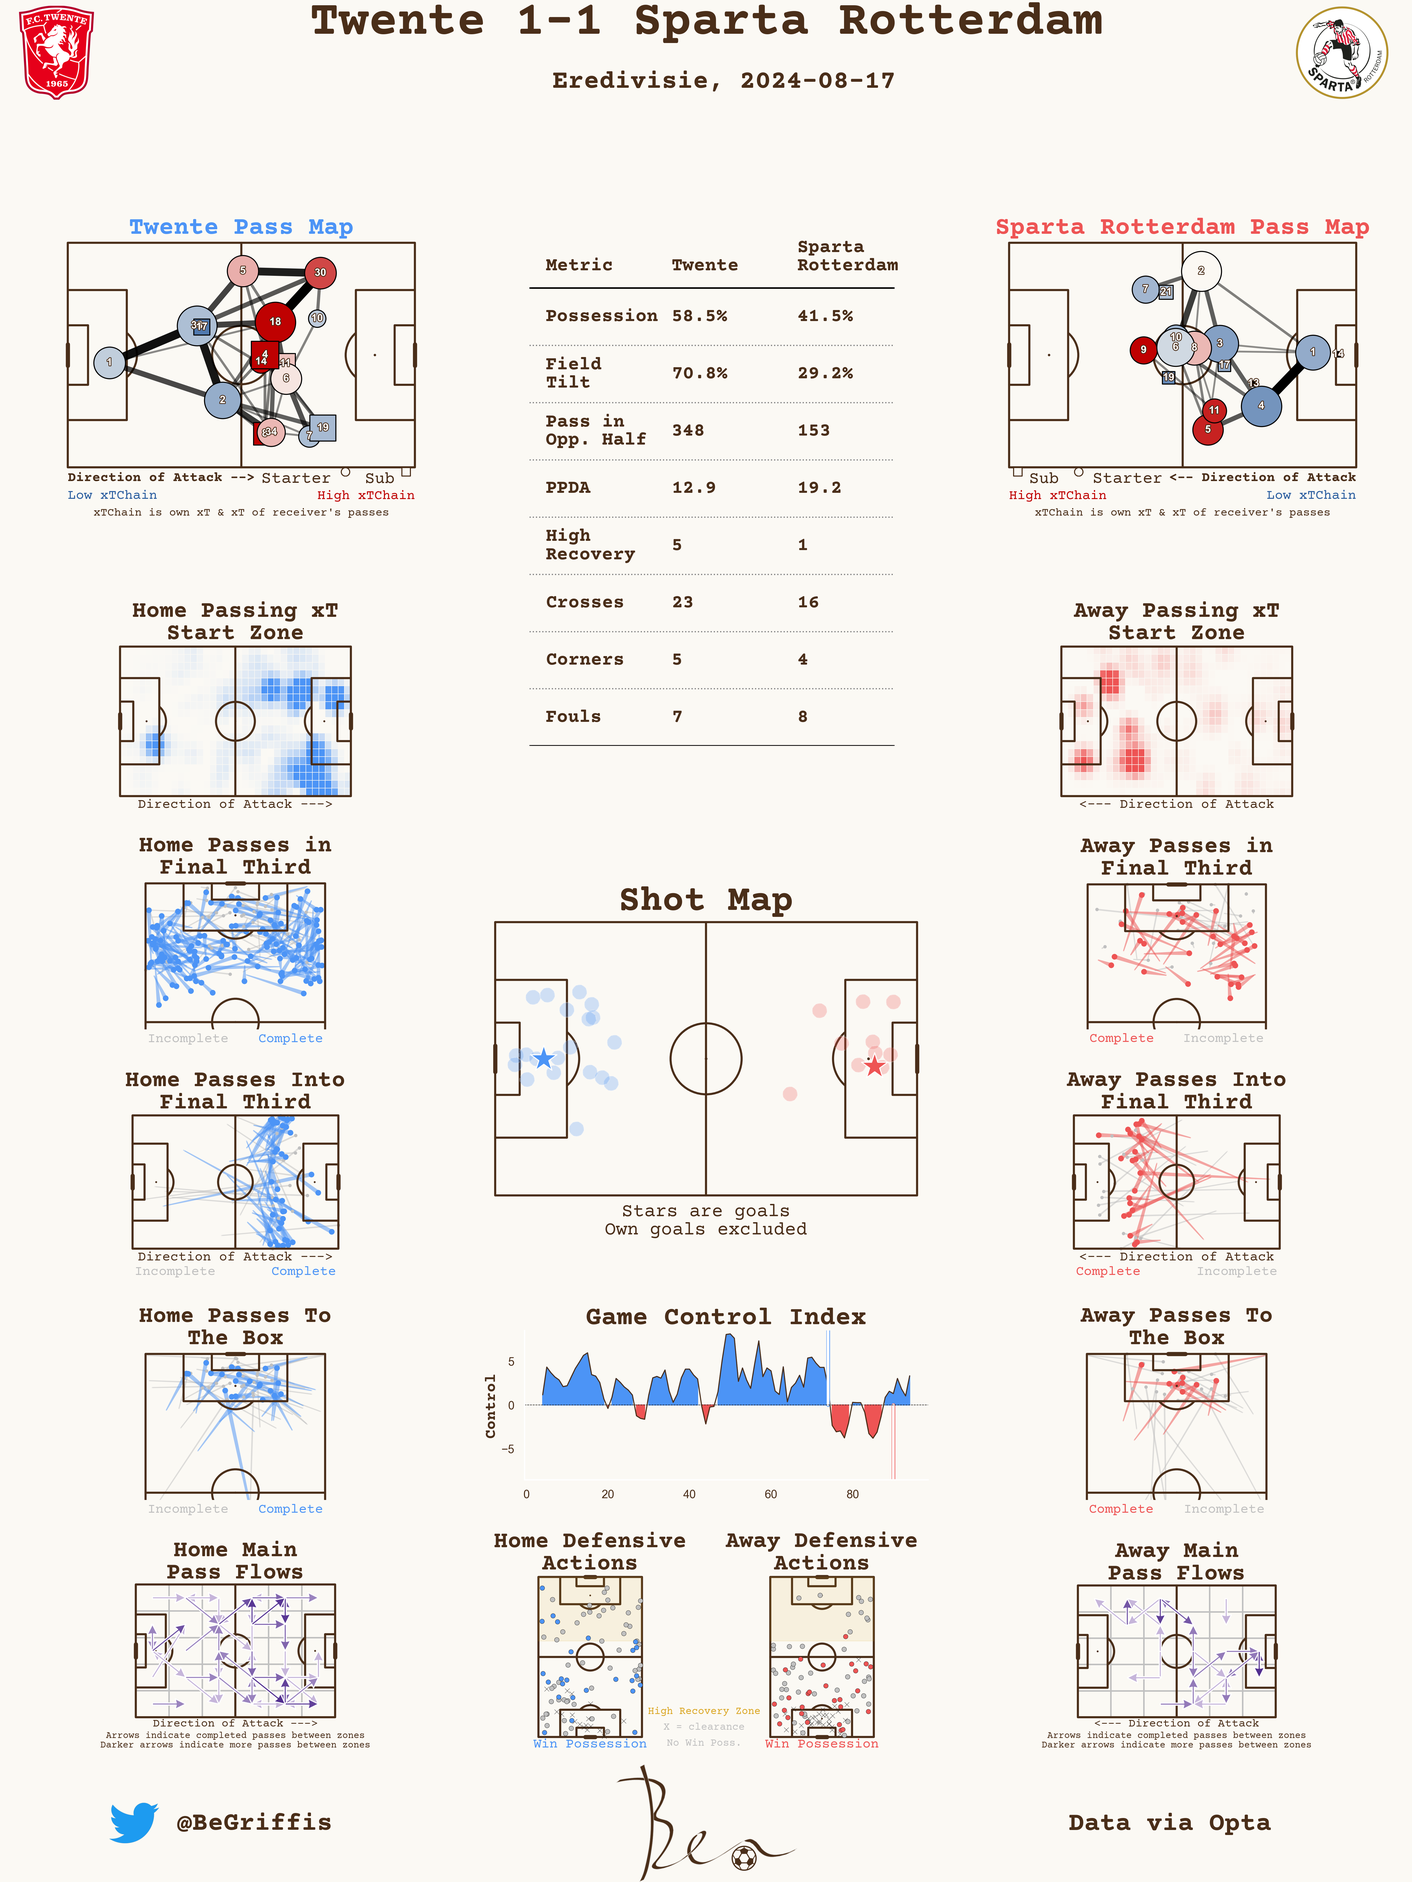 Twente 1-1 Sparta Rotterdam
Eredivisie, 2024-08-17
F.C. TWENTE
1965
SPARTA
ROTTERDAM
Twente Pass Map
5
30
18
10
17
1
4
14
11
6
2
34
7
19
Direction of Attack --> Starter Sub
Low xTChain High xTChain
xTChain is own xT & xT of receiver's passes
Metric Twente Sparta Rotterdam
Possession 58.5% 41.5%
Field Tilt 70.8% 29.2%
Pass in Opp. Half 348 153
PPDA 12.9 19.2
High Recovery 5 1
Crosses 23 16
Corners 5 4
Fouls 7 8
Sparta Rotterdam Pass Map
2
7
21
10
9
6
8
3
1
14
17
19
13
11
4
5
Sub Starter <-- Direction of Attack
High xTChain Low xTChain
xTChain is own xT & xT of receiver's passes
Home Passing xT
Start Zone
Direction of Attack --->
Away Passing xT
Start Zone
<--- Direction of Attack
Home Passes in
Final Third
Incomplete Complete
Away Passes in
Final Third
Complete Incomplete
Shot Map
Stars are goals
Own goals excluded
Home Passes Into
Final Third
Direction of Attack --->
Incomplete Complete
Away Passes Into
Final Third
<--- Direction of Attack
Complete Incomplete
Home Passes To
The Box
Incomplete Complete
Game Control Index
Control
5
0
−5
0 20 40 60 80
Away Passes To
The Box
Complete Incomplete
Home Main
Pass Flows
Direction of Attack --->
Arrows indicate completed passes between zones
Darker arrows indicate more passes between zones
Home Defensive
Actions
Win Possession
Away Defensive
Actions
Win Possession
High Recovery Zone
X = clearance
No Win Poss.
Away Main
Pass Flows
<--- Direction of Attack
Arrows indicate completed passes between zones
Darker arrows indicate more passes between zones
@BeGriffis
Ben
Data via Opta